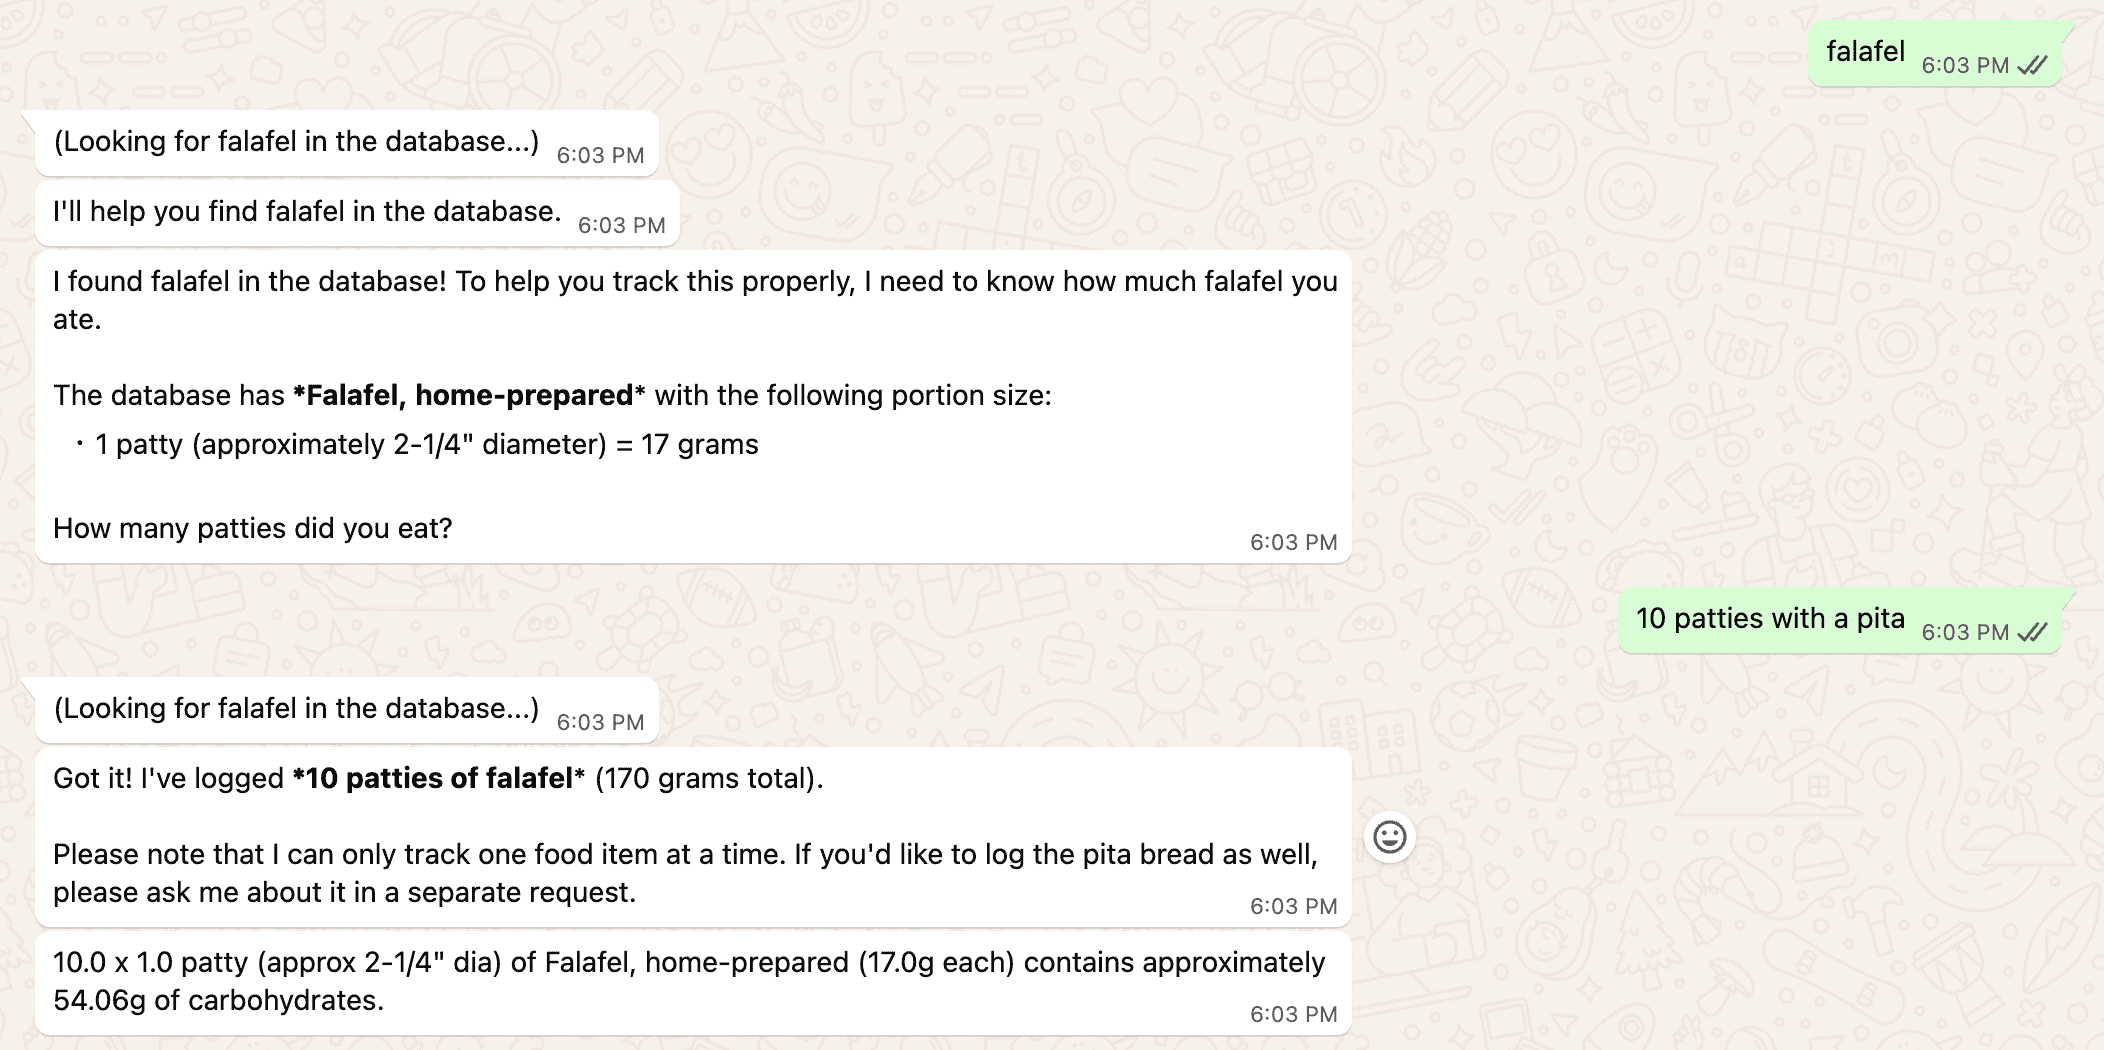 falafel 6:03 PM
(Looking for falafel in the database...) 6:03 PM
I'll help you find falafel in the database. 6:03 PM
I found falafel in the database! To help you track this properly, I need to know how much falafel you
ate.
The database has *Falafel, home-prepared* with the following portion size:
· 1 patty (approximately 2-1/4" diameter) = 17 grams
How many patties did you eat?
6:03 PM
10 patties with a pita 6:03 PM
(Looking for falafel in the database...) 6:03 PM
Got it! I've logged *10 patties of falafel* (170 grams total).
Please note that I can only track one food item at a time. If you'd like to log the pita bread as well,
please ask me about it in a separate request.
6:03 PM
10.0 x 1.0 patty (approx 2-1/4" dia) of Falafel, home-prepared (17.0g each) contains approximately
54.06g of carbohydrates.
6:03 PM